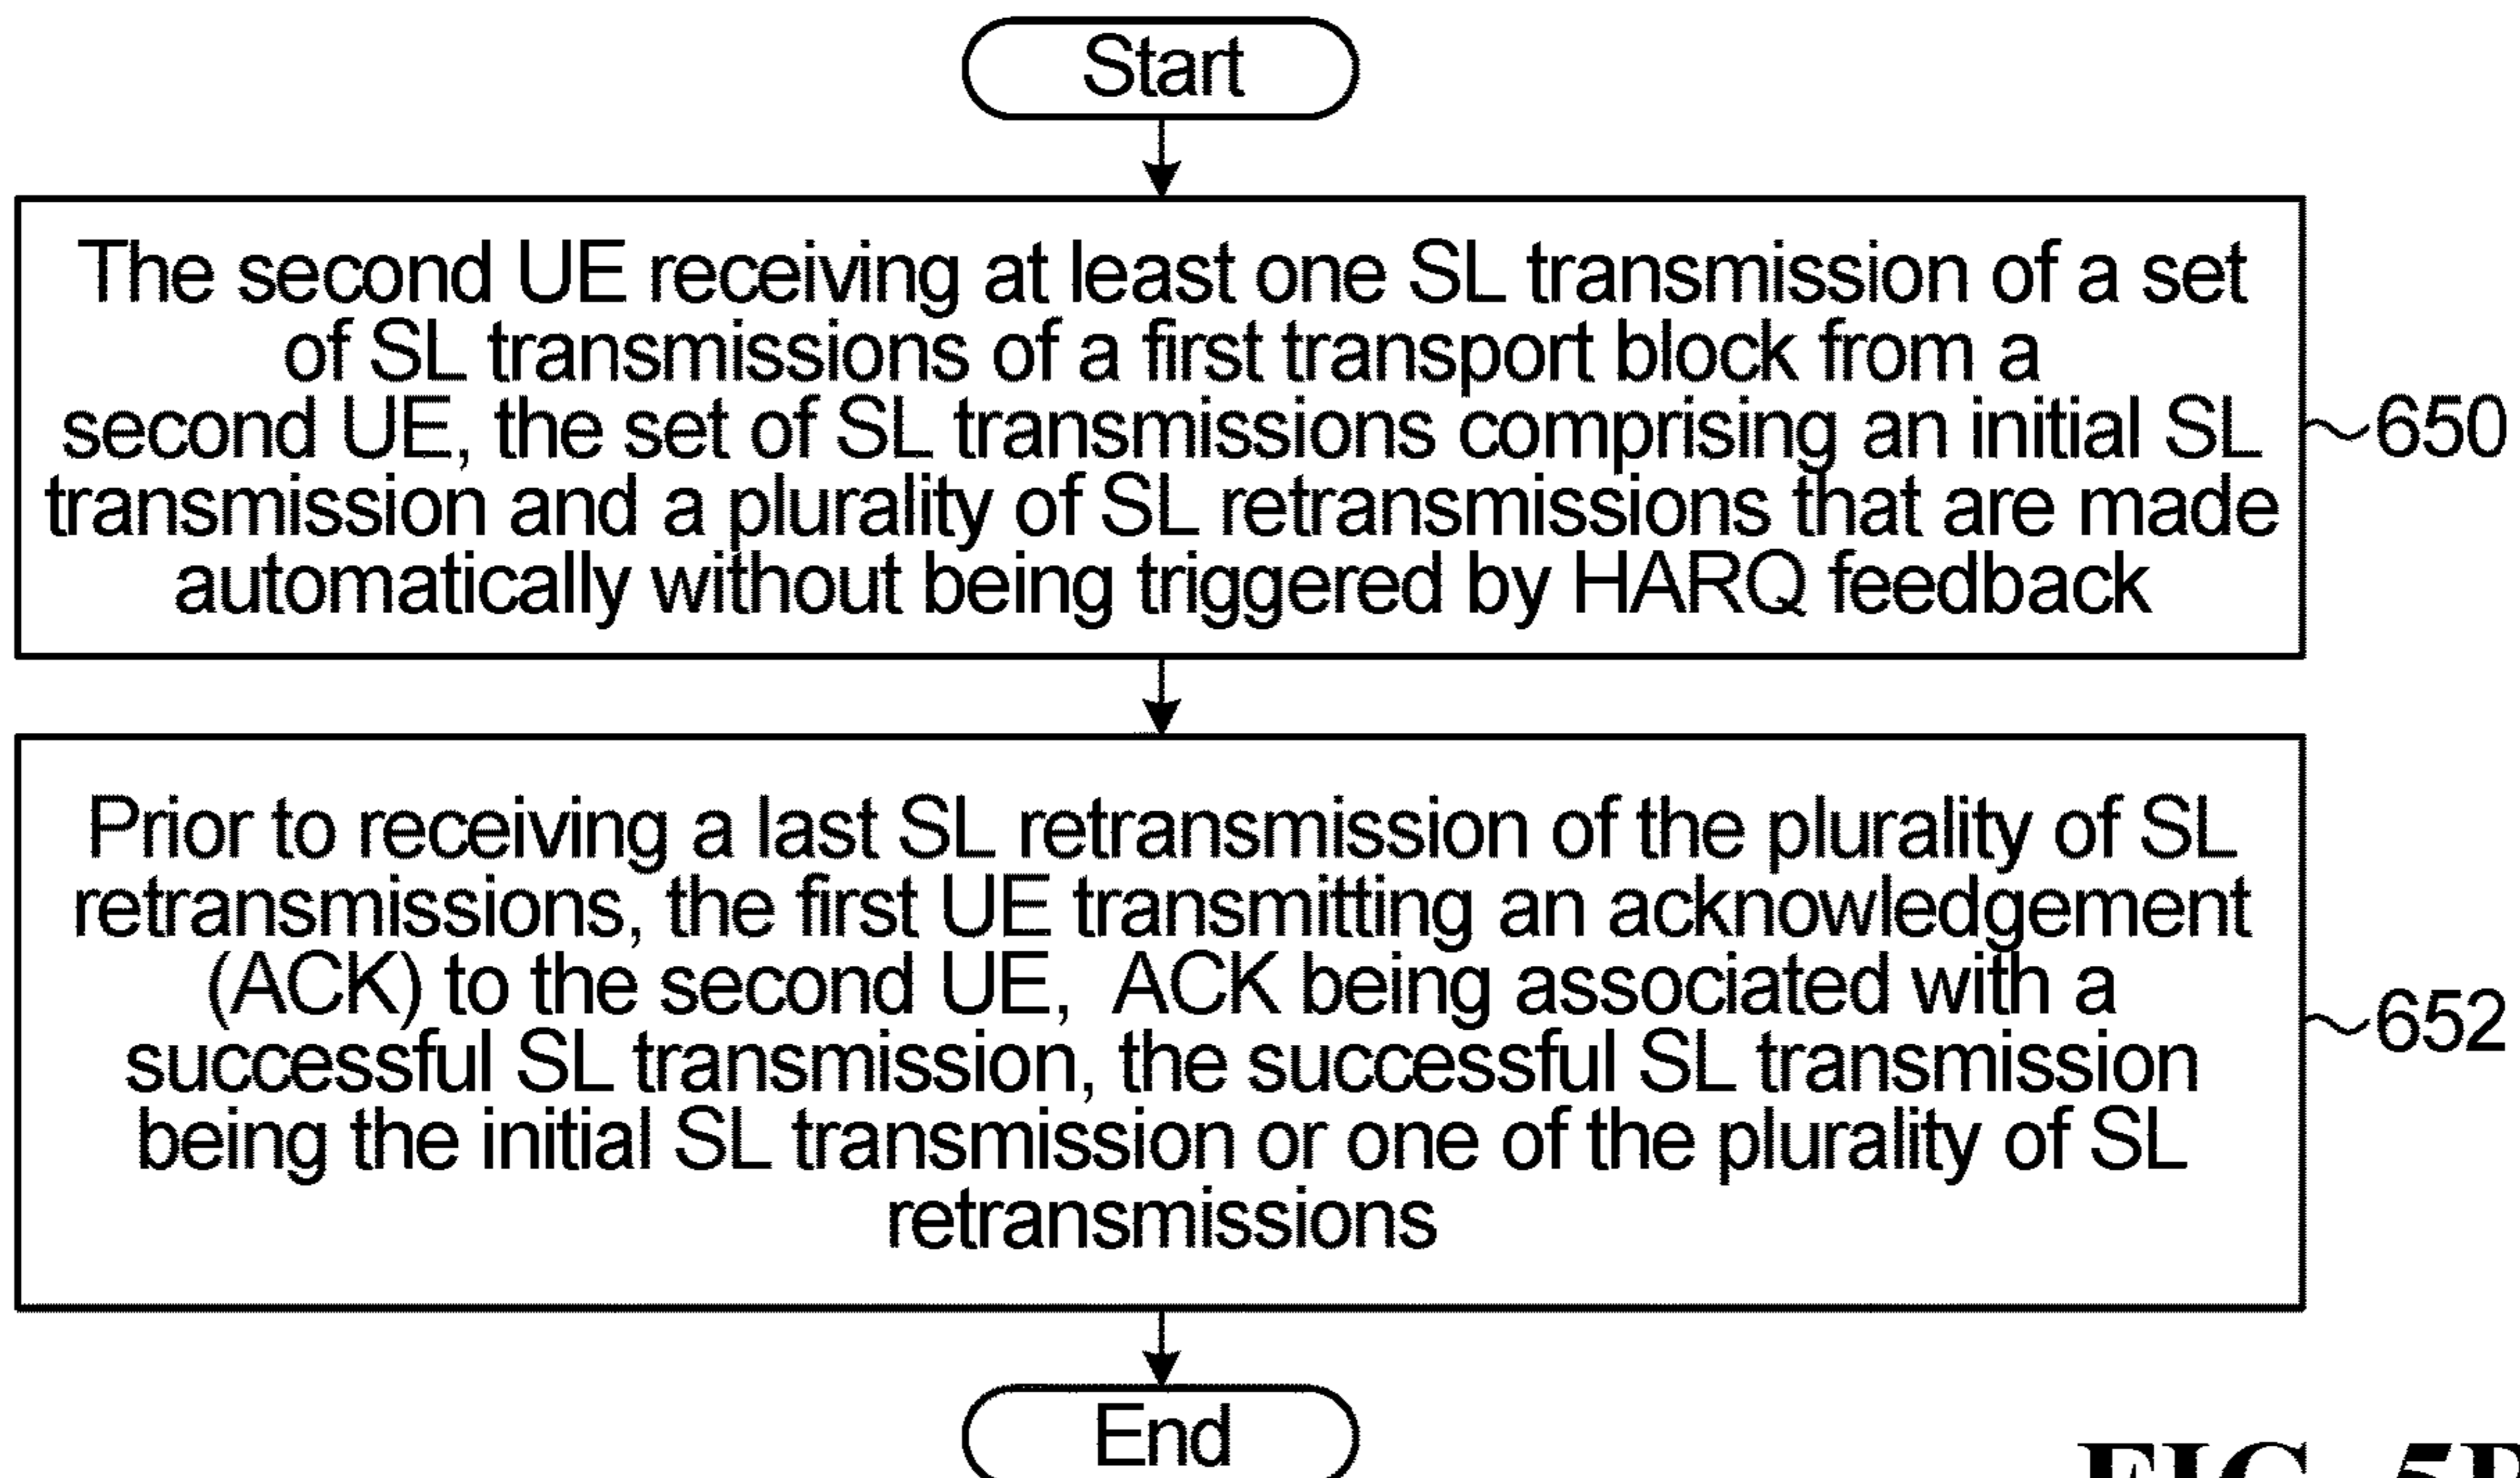 Start
The second UE receiving at least one SL transmission of a set
of SL transmissions of a first transport block from a
second UE, the set of SL transmissions comprising an initial SL
transmission and a plurality of SL retransmissions that are made
automatically without being triggered by HARQ feedback
650
Prior to receiving a last SL retransmission of the plurality of SL
retransmissions, the first UE transmitting an acknowledgement
(ACK) to the second UE, ACK being associated with a
successful SL transmission, the successful SL transmission
being the initial SL transmission or one of the plurality of SL
retransmissions
652
End